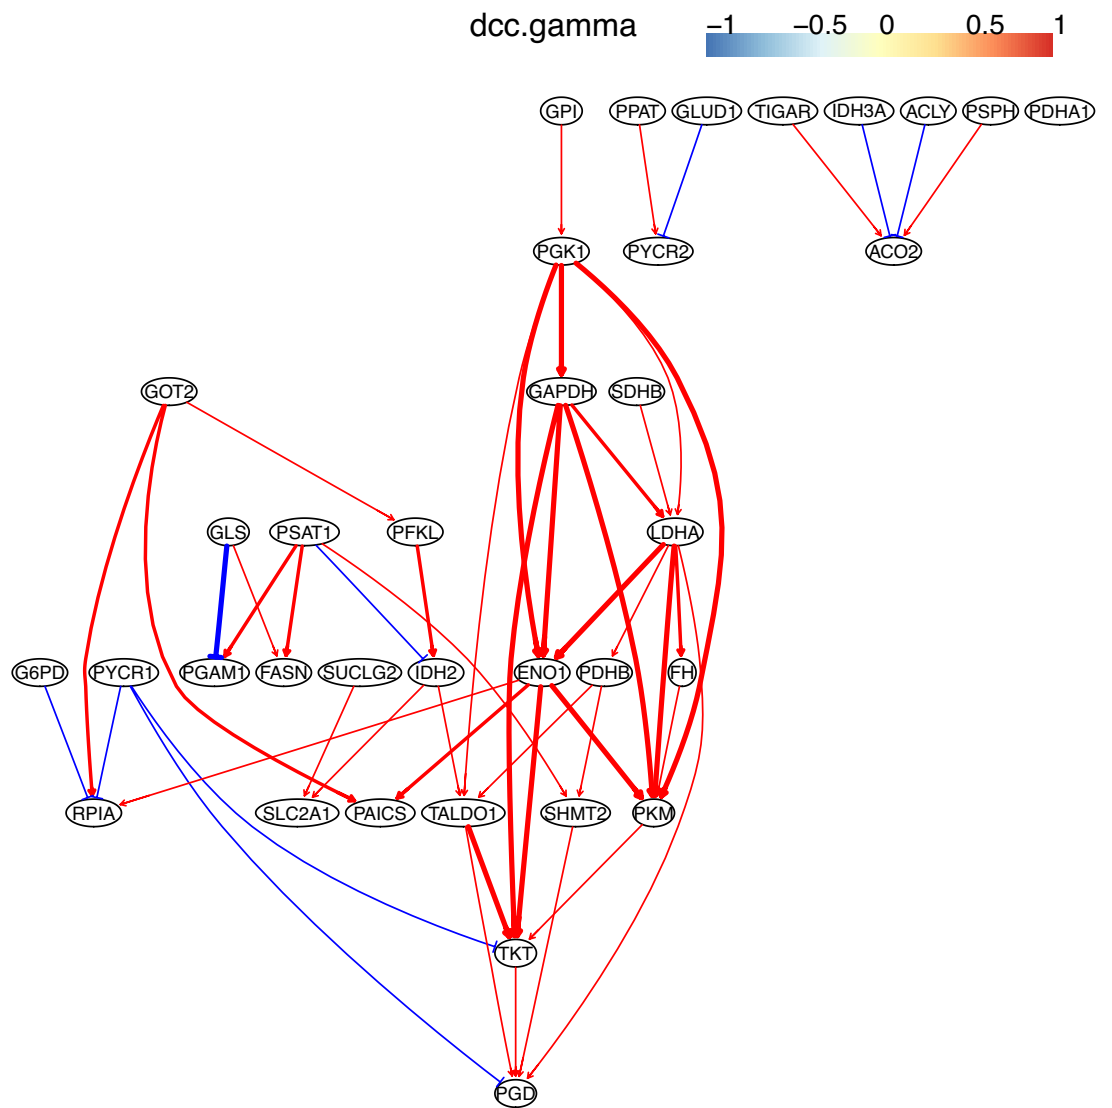 dcc.gamma
−1 −0.5 0 0.5 1
GPI PPAT GLUD1 TIGAR IDH3A ACLY PSPH PDHA1
PGK1 PYCR2 ACO2
GOT2 GAPDH SDHB
GLS PSAT1 PFKL LDHA
G6PD PYCR1 PGAM1 FASN SUCLG2 IDH2 ENO1 PDHB FH
RPIA SLC2A1 PAICS TALDO1 SHMT2 PKM
TKT
PGD